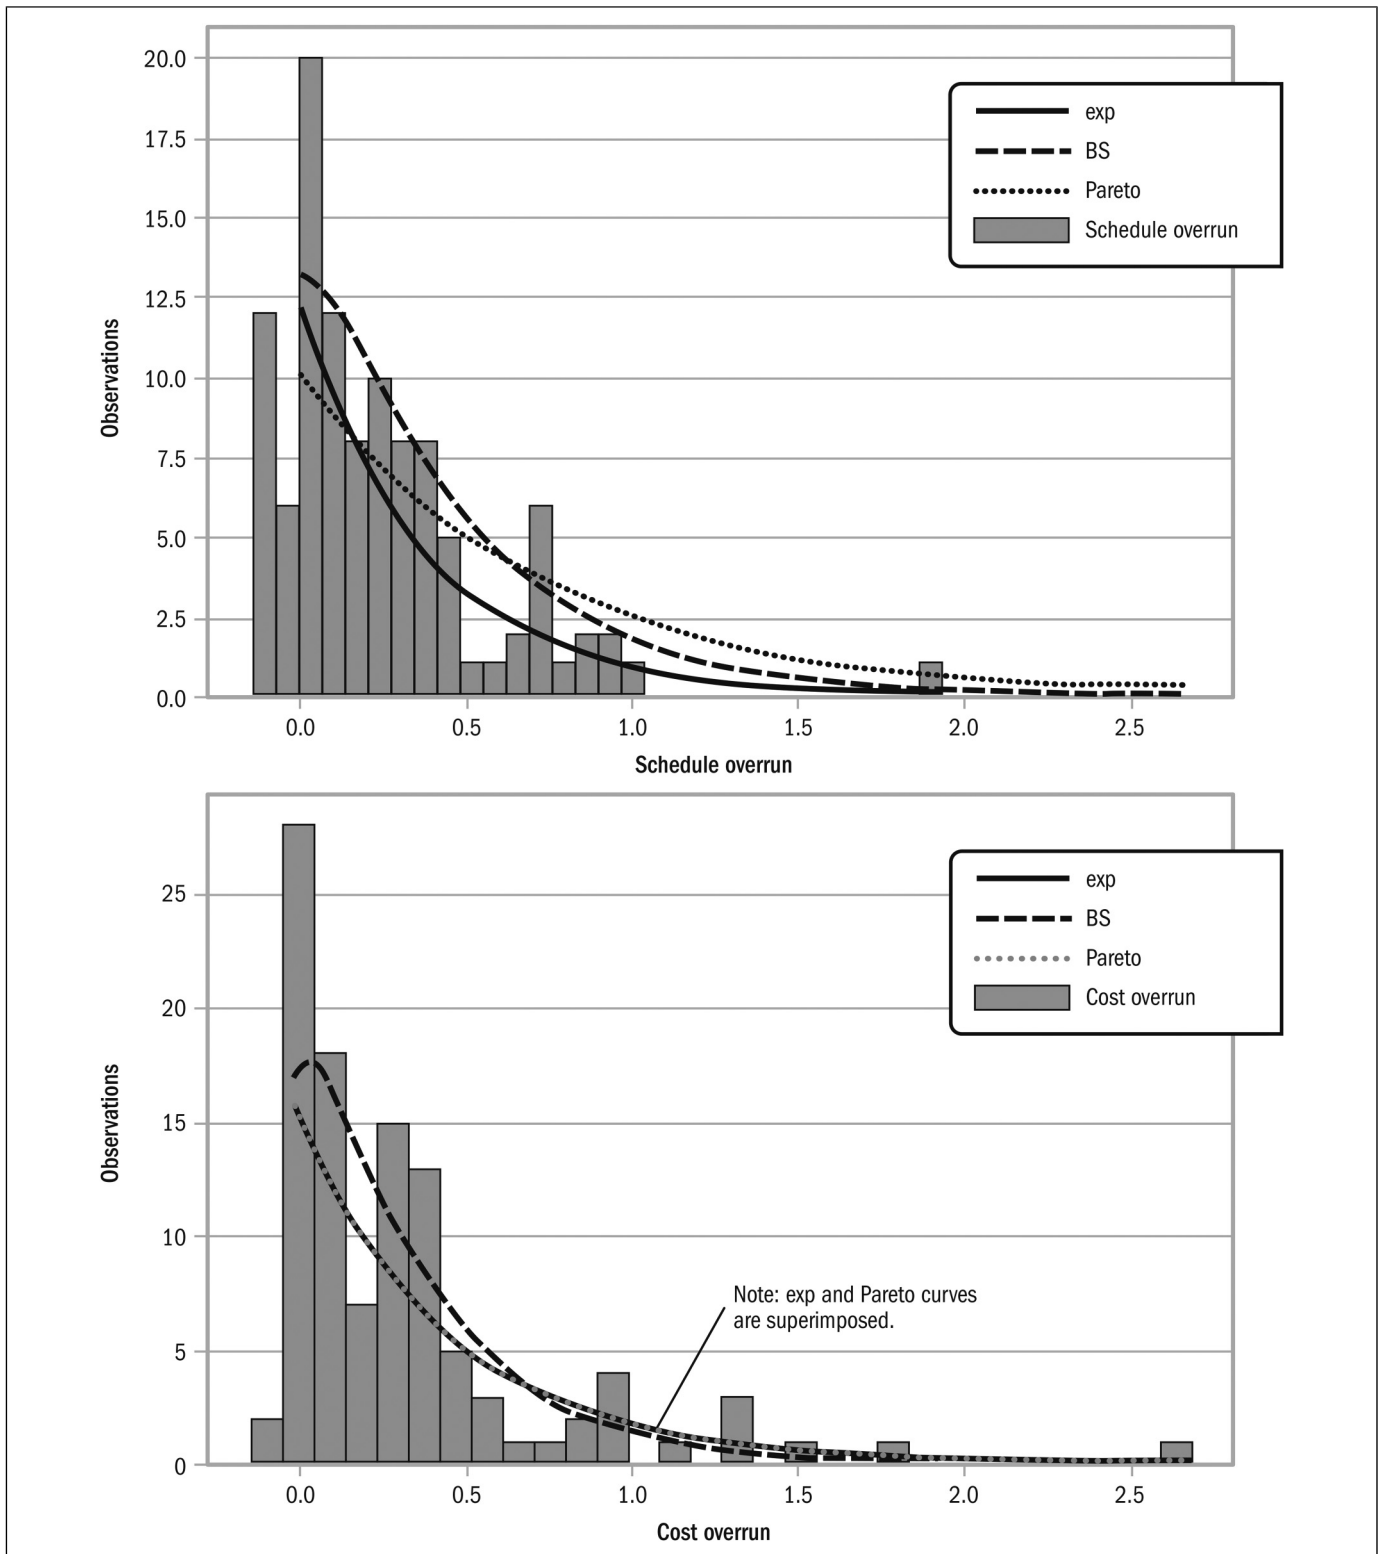 20.0
17.5
15.0
12.5
10.0
7.5
5.0
2.5
0.0
Observations
exp
BS
Pareto
Schedule overrun
0.0 0.5 1.0 1.5 2.0 2.5
Schedule overrun
25
20
15
10
5
0
Observations
exp
BS
Pareto
Cost overrun
Note: exp and Pareto curves
are superimposed.
0.0 0.5 1.0 1.5 2.0 2.5
Cost overrun